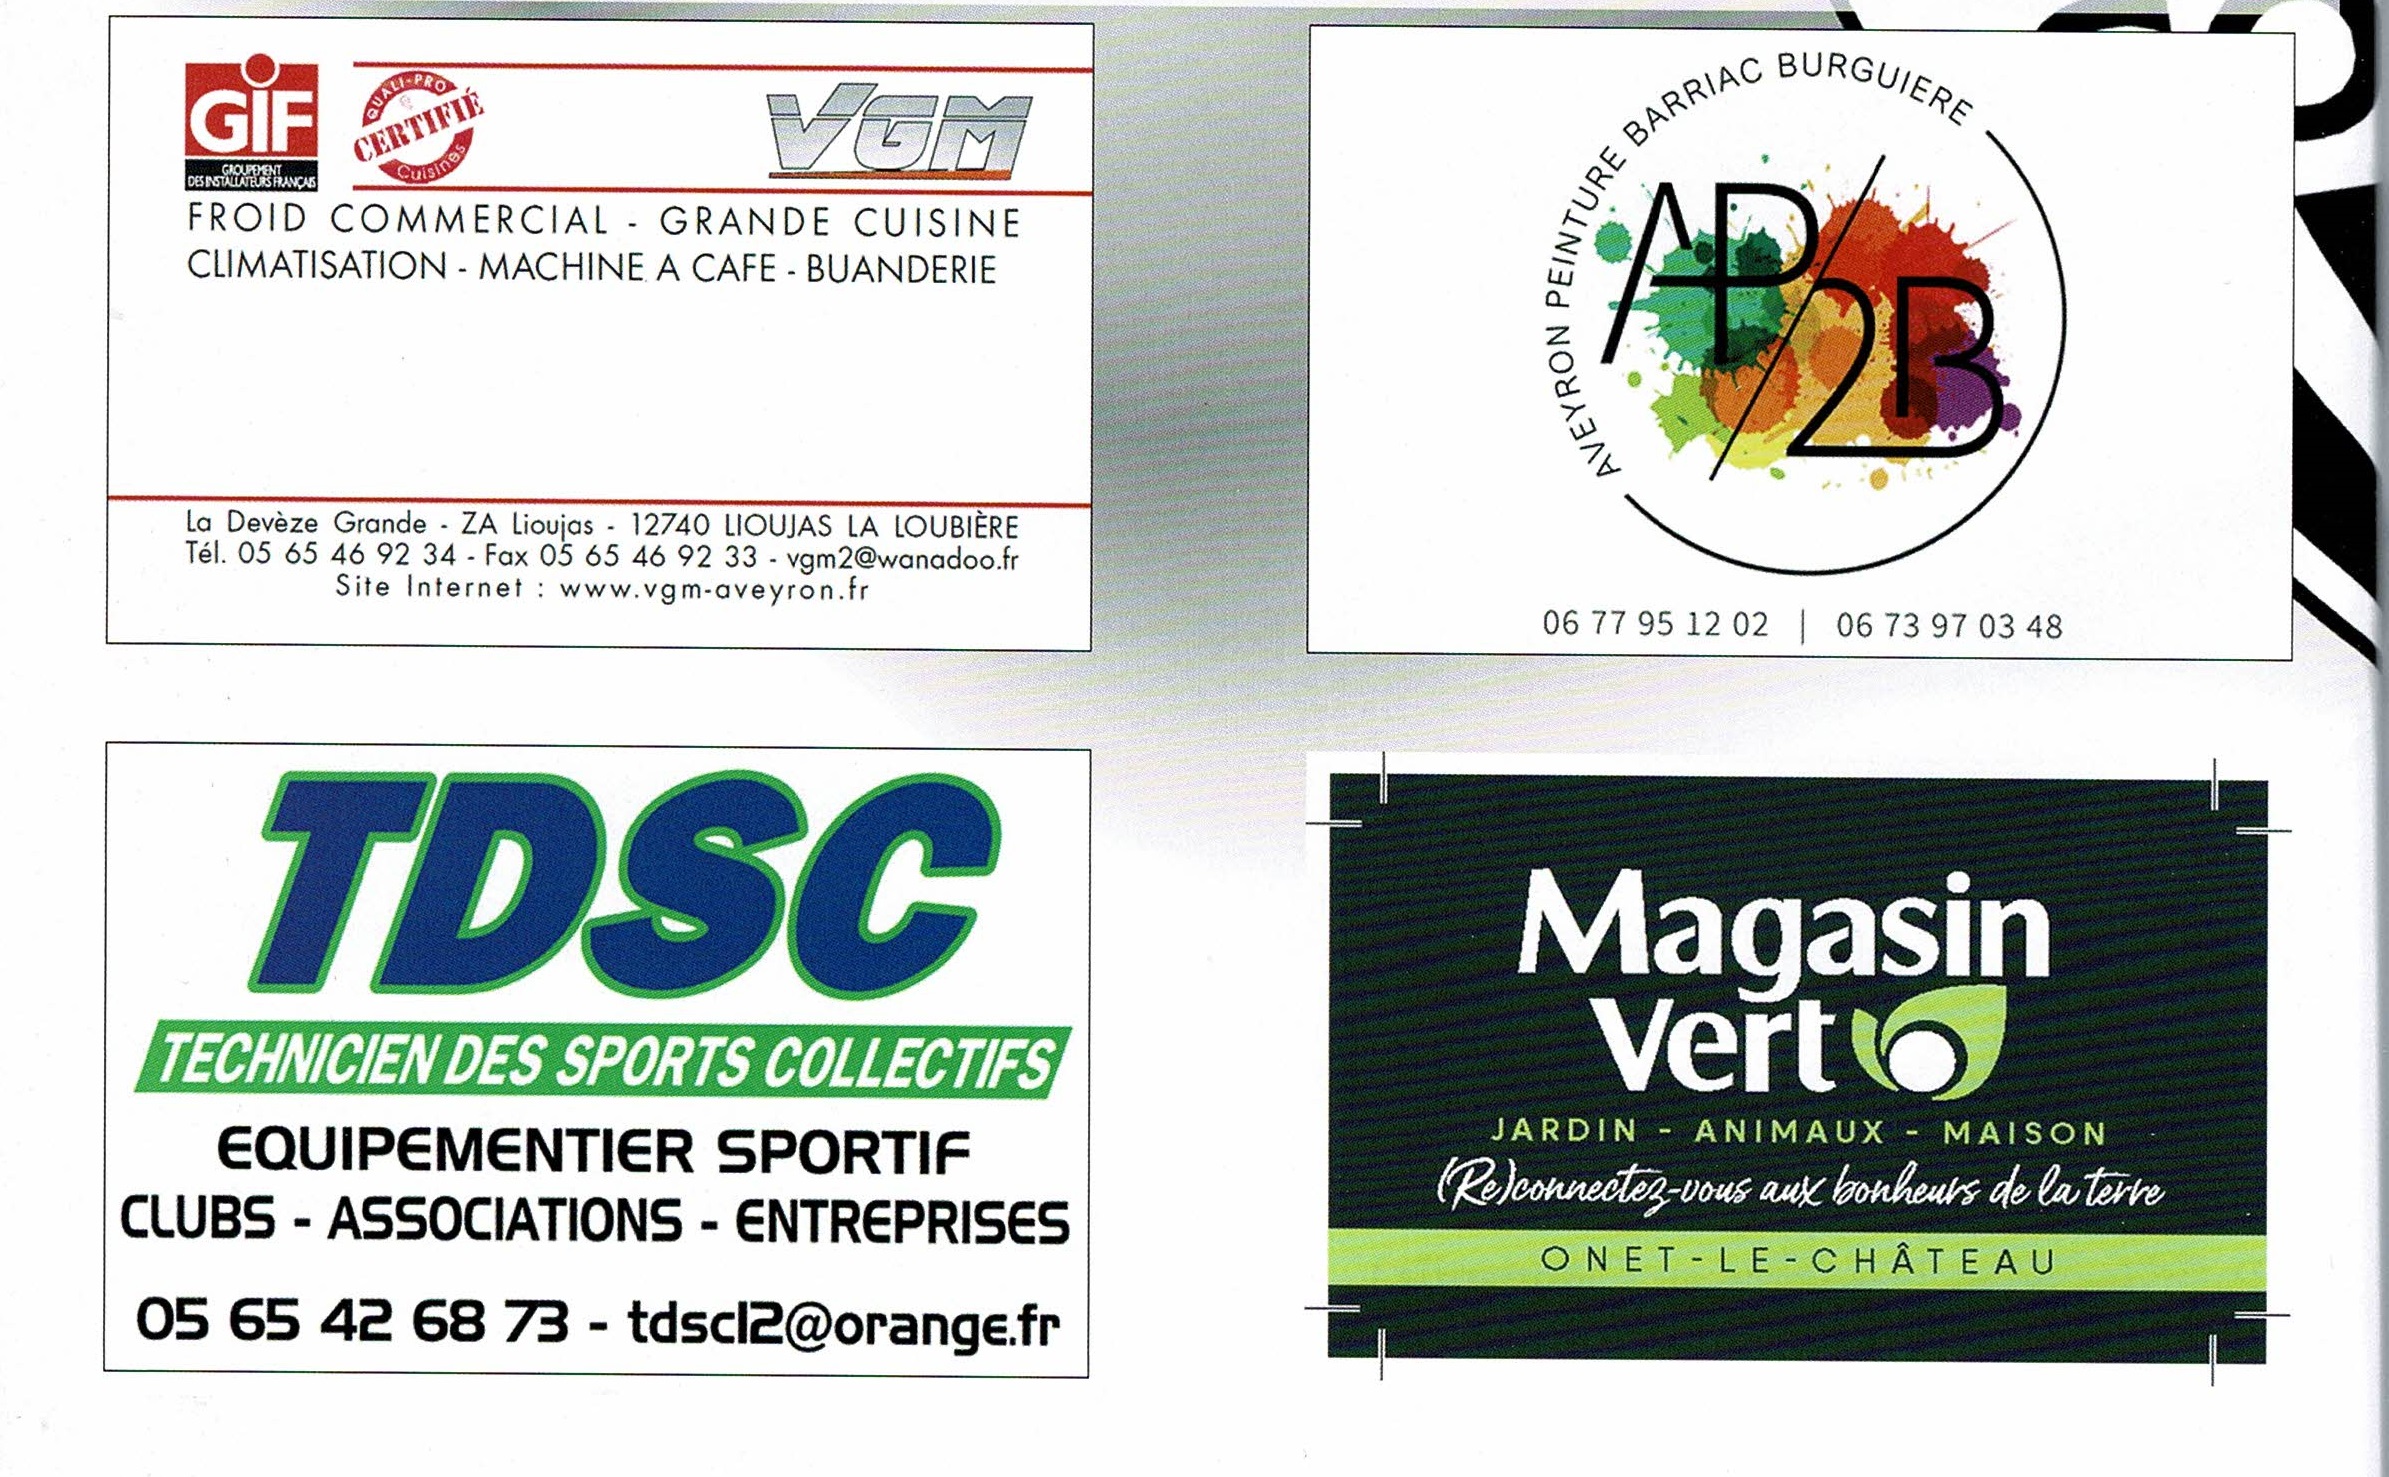 GIF
GROUPEMENT
DES INSTALLATEURS FRANÇAIS
QUALI-PRO
CERTIFIÉ
Cuisines
VGM
FROID COMMERCIAL - GRANDE CUISINE
CLIMATISATION - MACHINE A CAFE - BUANDERIE
La Devèze Grande - ZA Lioujas - 12740 LIOUJAS LA LOUBIÈRE
Tél. 05 65 46 92 34 - Fax 05 65 46 92 33 - vgm2@wanadoo.fr
Site Internet : www.vgm-aveyron.fr
AVEYRON PEINTURE BARRIAC BURGUIERE
AP/2B
06 77 95 12 02 | 06 73 97 03 48
TDSC
TECHNICIEN DES SPORTS COLLECTIFS
EQUIPEMENTIER SPORTIF
CLUBS - ASSOCIATIONS - ENTREPRISES
05 65 42 68 73 - tdsc12@orange.fr
Magasin
Vert
JARDIN - ANIMAUX - MAISON
(Re)connectez-vous aux bonheurs de la terre
ONET-LE-CHÂTEAU